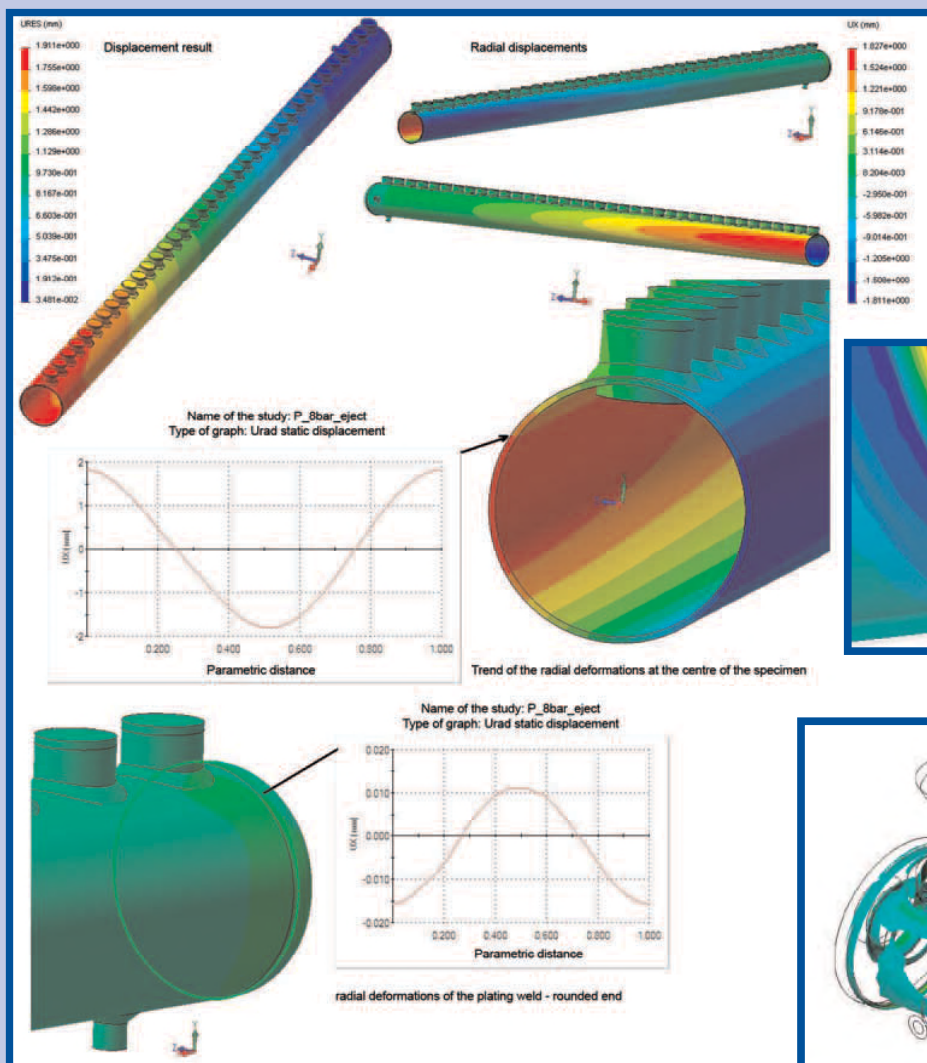 URES (mm)
1.911e+000
1.755e+000
1.598e+000
1.442e+000
1.286e+000
1.129e+000
9.730e-001
8.167e-001
6.603e-001
5.039e-001
3.475e-001
1.912e-001
3.481e-002
Displacement result
Radial displacements
UX (mm)
1.827e+000
1.524e+000
1.221e+000
9.176e-001
6.145e-001
3.114e-001
8.204e-003
-2.950e-001
-5.982e-001
-9.014e-001
-1.205e+000
-1.508e+000
-1.811e+000
Name of the study: P_8bar_eject
Type of graph: Urad static displacement
2
1
0
-1
-2
UX [mm]
0.200
0.400
0.600
0.800
1.000
Parametric distance
Trend of the radial deformations at the centre of the specimen
Name of the study: P_8bar_eject
Type of graph: Urad static displacement
0.020
0.010
0.000
-0.010
-0.020
UX [mm]
0.200
0.400
0.600
0.800
1.000
Parametric distance
radial deformations of the plating weld - rounded end